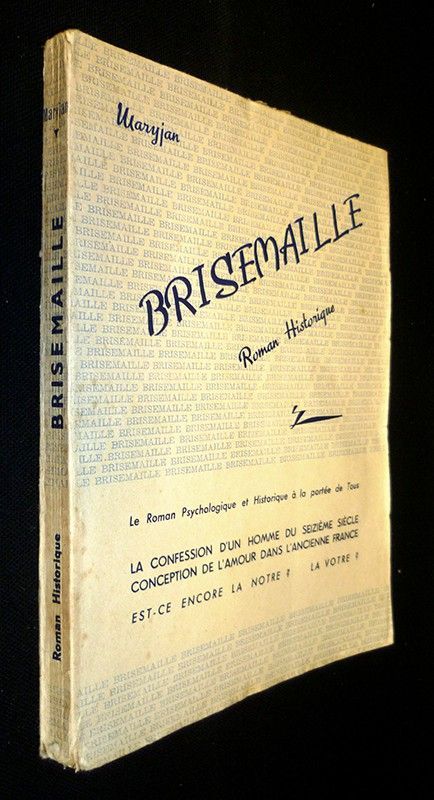 Maryjan
BRISEMAILLE
Roman Historique
Le Roman Psychologique et Historique à la portée de Tous
LA CONFESSION D'UN HOMME DU SEIZIÈME SIÈCLE
CONCEPTION DE L'AMOUR DANS L'ANCIENNE FRANCE
EST-CE ENCORE LA NOTRE ? LA VOTRE ?
Maryjan
BRISEMAILLE
Roman Historique